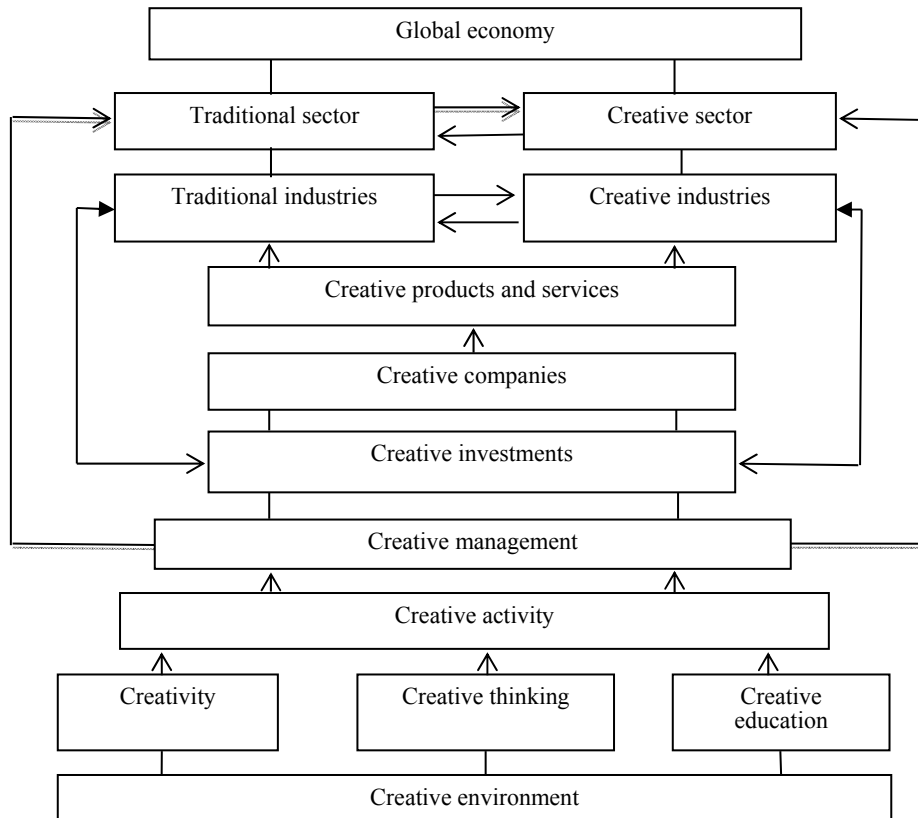 Global economy
Traditional sector
Creative sector
Traditional industries
Creative industries
Creative products and services
Creative companies
Creative investments
Creative management
Creative activity
Creativity
Creative thinking
Creative
education
Creative environment